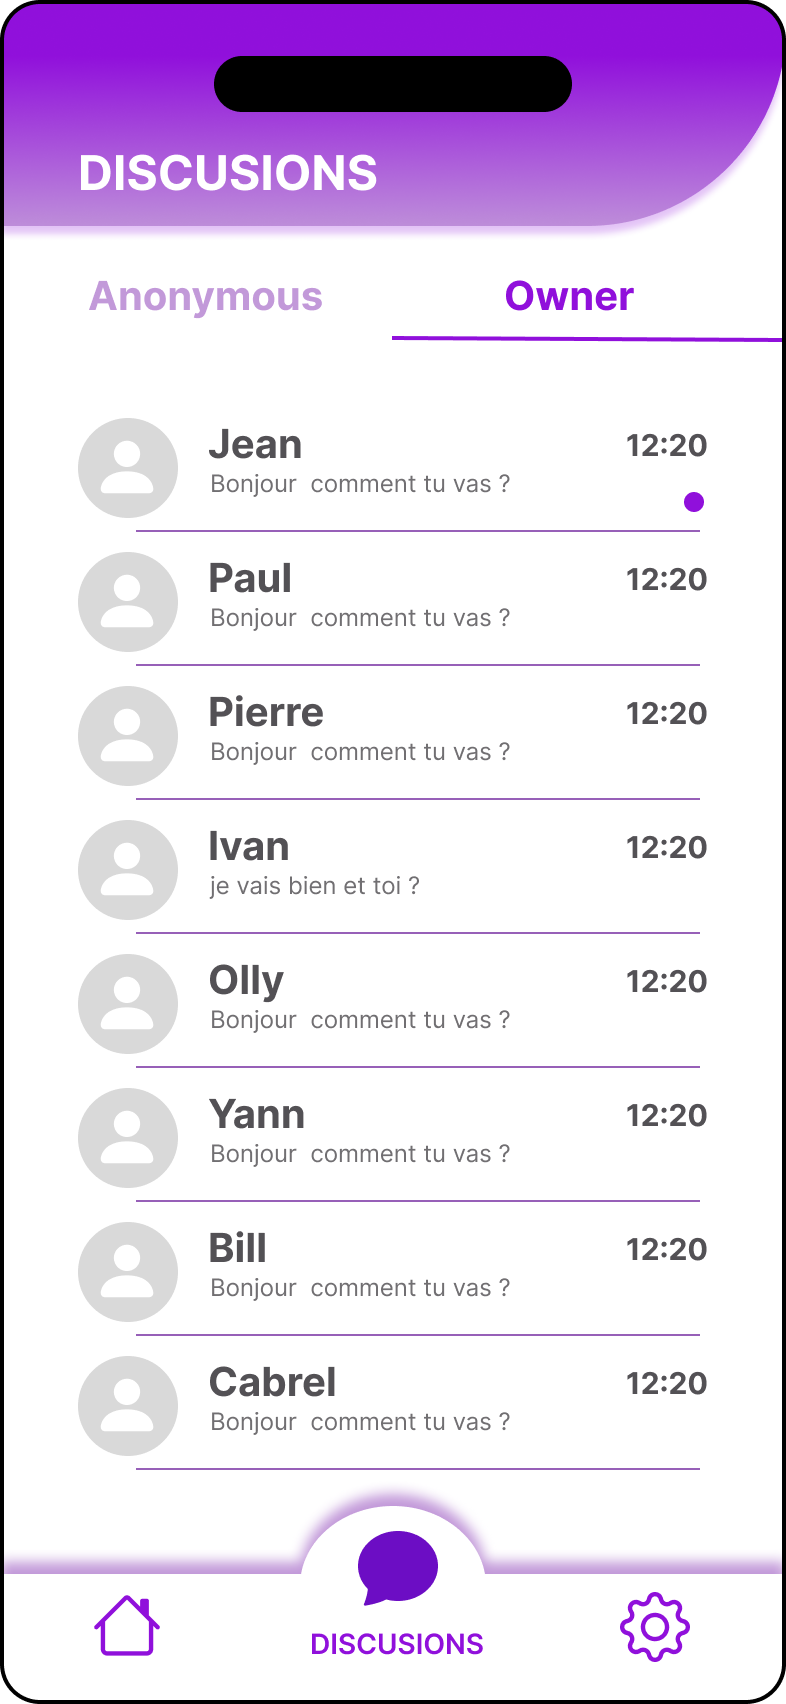 DISCUSIONS
Anonymous Owner
Jean 12:20
Bonjour  comment tu vas ?
Paul 12:20
Bonjour  comment tu vas ?
Pierre 12:20
Bonjour  comment tu vas ?
Ivan 12:20
je vais bien et toi ?
Olly 12:20
Bonjour  comment tu vas ?
Yann 12:20
Bonjour  comment tu vas ?
Bill 12:20
Bonjour  comment tu vas ?
Cabrel 12:20
Bonjour  comment tu vas ?
DISCUSIONS